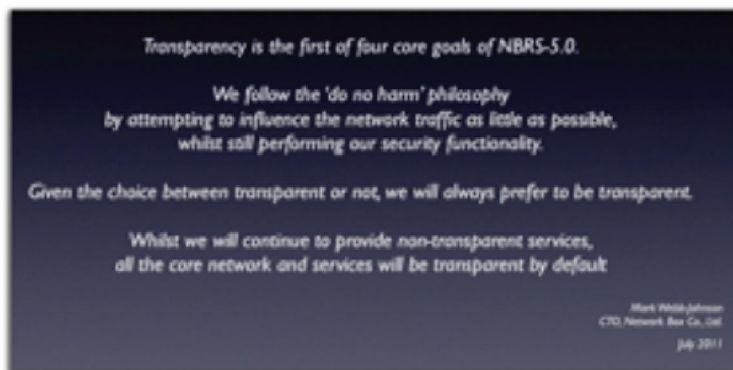 Transparency is the first of four core goals of NBRS-5.0.
We follow the 'do no harm' philosophy
by attempting to influence the network traffic as little as possible,
whilst still performing our security functionality.
Given the choice between transparent or not, we will always prefer to be transparent.
Whilst we will continue to provide non-transparent services,
all the core network and services will be transparent by default
Mark Webb-Johnson
CTO, Network Box Co., Ltd.
July 2011